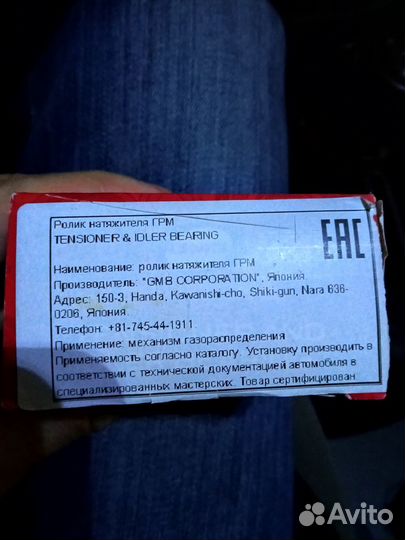 Ролик натяжителя ГРМ
TENSIONER & IDLER BEARING
EAC
Наименование: ролик натяжителя ГРМ
Производитель: "GMB CORPORATION", Япония.
Адрес: 150-3, Handa, Kawanishi-cho, Shiki-gun, Nara 636-
0206, Япония.
Телефон: +81-745-44-1911.
Применение: механизм газораспределения
Применяемость согласно каталогу. Установку производить в
соответствии с технической документацией автомобиля в
специализированных мастерских. Товар сертифицирован
Avito